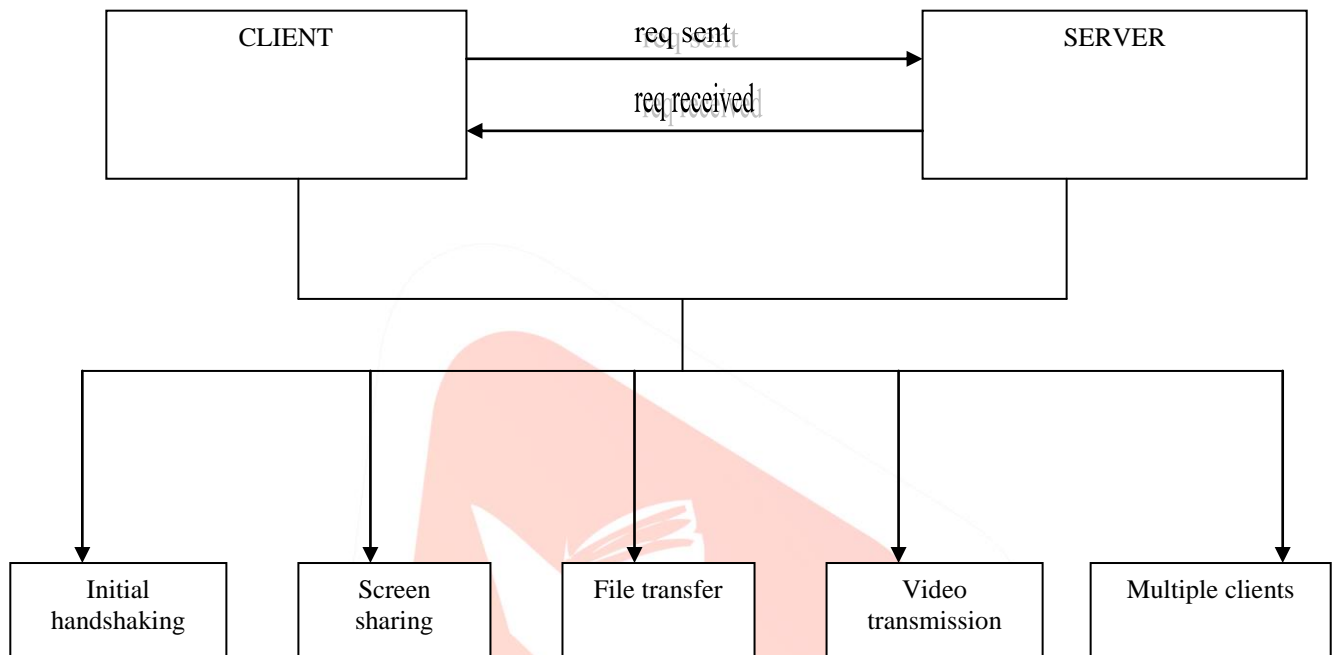 CLIENT
req sent
SERVER
req received
Initial
handshaking
Screen
sharing
File transfer
Video
transmission
Multiple clients